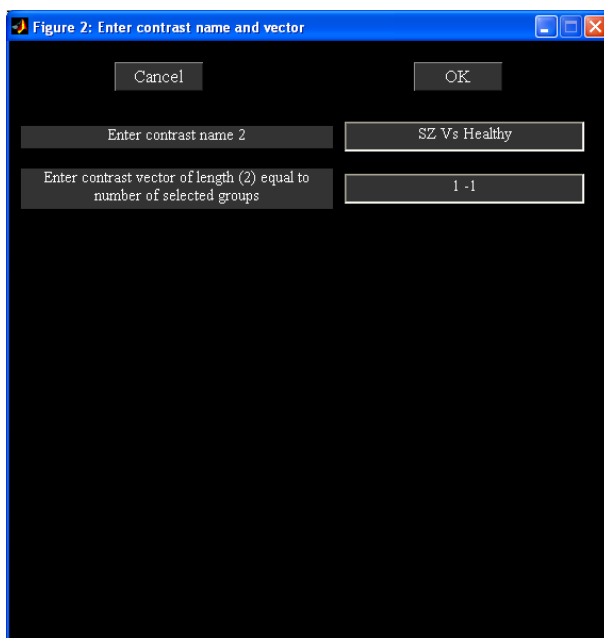 Figure 2: Enter contrast name and vector
Cancel
OK
Enter contrast name 2
SZ Vs Healthy
Enter contrast vector of length (2) equal to
number of selected groups
1 -1